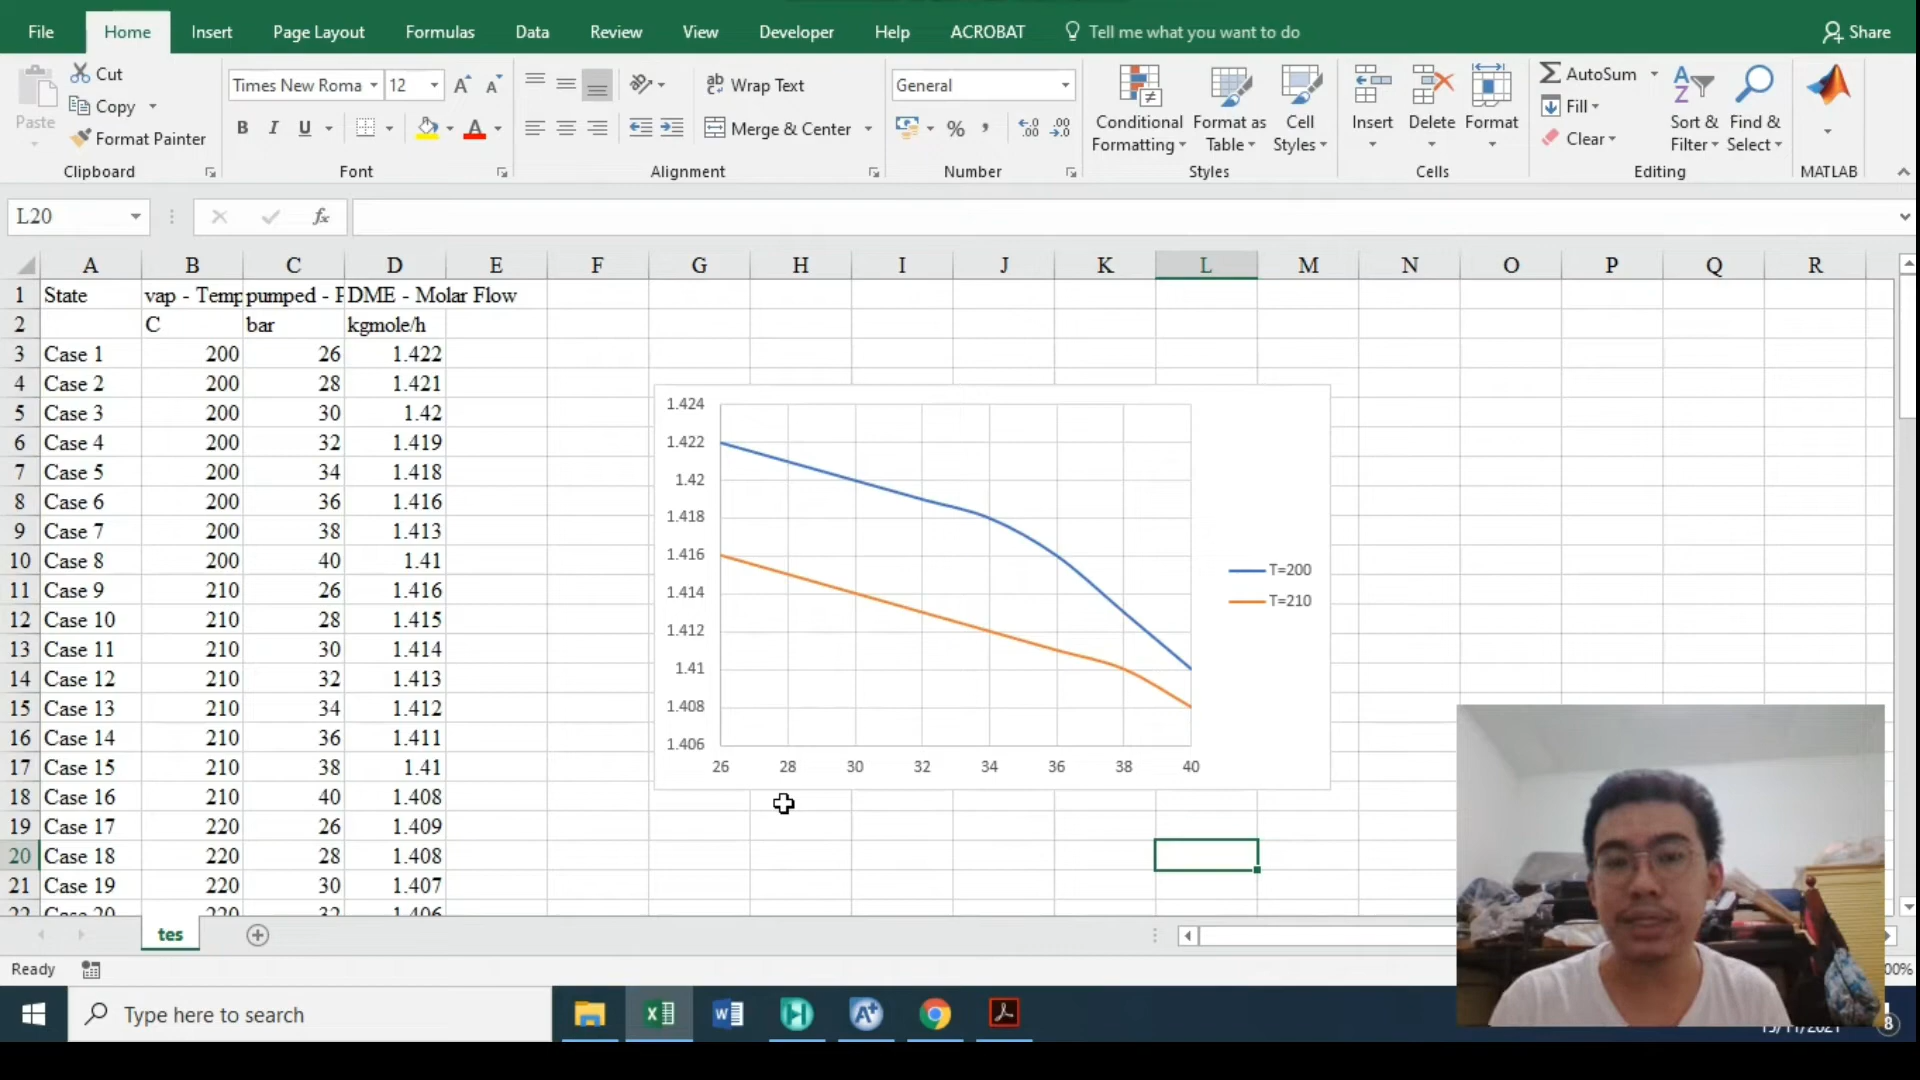 File Home Insert Page Layout Formulas Data Review View Developer Help ACROBAT Tell me what you want to do Share
Paste
Cut
Copy
Format Painter
Clipboard
Times New Roma 12
B I U
Font
Wrap Text
Merge & Center
Alignment
General
%
Number
Conditional Formatting
Format as Table
Cell Styles
Styles
Insert Delete Format
Cells
AutoSum
Fill
Clear
Sort & Filter
Find & Select
Editing
MATLAB
L20 fx
A B C D E F G H I J K L M N O P Q R
1 State vap - Temp pumped - P DME - Molar Flow
2 C bar kgmole/h
3 Case 1 200 26 1.422
4 Case 2 200 28 1.421
5 Case 3 200 30 1.42
6 Case 4 200 32 1.419
7 Case 5 200 34 1.418
8 Case 6 200 36 1.416
9 Case 7 200 38 1.413
10 Case 8 200 40 1.41
11 Case 9 210 26 1.416
12 Case 10 210 28 1.415
13 Case 11 210 30 1.414
14 Case 12 210 32 1.413
15 Case 13 210 34 1.412
16 Case 14 210 36 1.411
17 Case 15 210 38 1.41
18 Case 16 210 40 1.408
19 Case 17 220 26 1.409
20 Case 18 220 28 1.408
21 Case 19 220 30 1.407
22 Case 20 220 32 1.406
1.424
1.422
1.42
1.418
1.416
1.414
1.412
1.41
1.408
1.406
26 28 30 32 34 36 38 40
T=200
T=210
tes
Ready
Type here to search